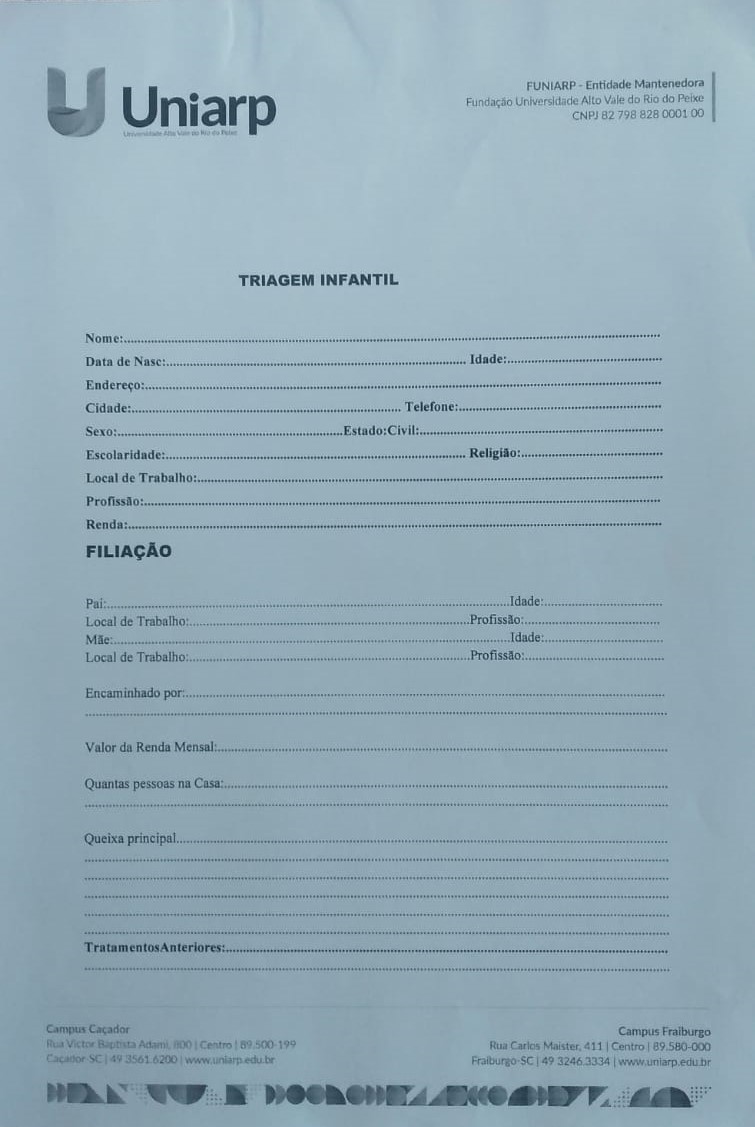 Uniarp
Universidade Alto Vale do Rio do Peixe
FUNIARP - Entidade Mantenedora
Fundação Universidade Alto Vale do Rio do Peixe
CNPJ 82 798 828 0001 00
TRIAGEM INFANTIL
Nome:
Data de Nasc: Idade:
Endereço:
Cidade: Telefone:
Sexo: Estado:Civil:
Escolaridade: Religião:
Local de Trabalho:
Profissão:
Renda:
FILIAÇÃO
Pai: Idade:
Local de Trabalho: Profissão:
Mãe: Idade:
Local de Trabalho: Profissão:
Encaminhado por:
Valor da Renda Mensal:
Quantas pessoas na Casa:
Queixa principal
TratamentosAnteriores:
Campus Caçador
Rua Victor Baptista Adami, 800 | Centro | 89.500-199
Caçador-SC | 49 3561.6200 | www.uniarp.edu.br
Campus Fraiburgo
Rua Carlos Maister, 411 | Centro | 89.580-000
Fraiburgo-SC | 49 3246.3334 | www.uniarp.edu.br